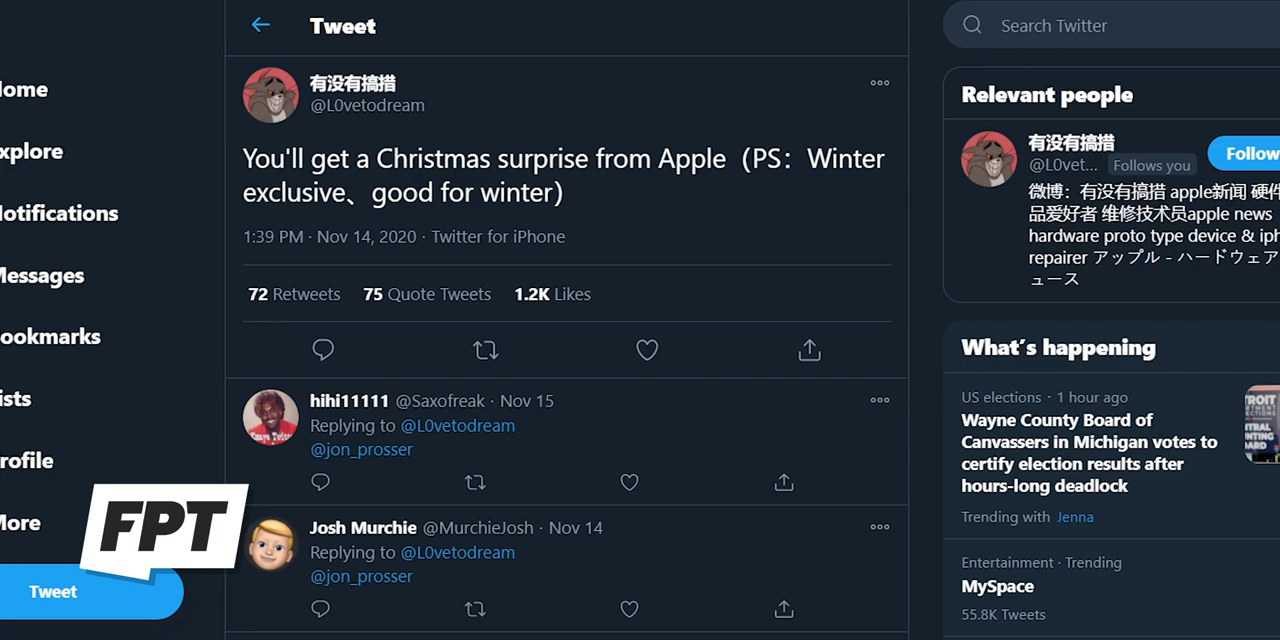 Tweet
Search Twitter
ome
有没有搞措
@L0vetodream
You'll get a Christmas surprise from Apple（PS：Winter
exclusive、good for winter）
1:39 PM · Nov 14, 2020 · Twitter for iPhone
72 Retweets 75 Quote Tweets 1.2K Likes
hihi11111 @Saxofreak · Nov 15
Replying to @L0vetodream
@jon_prosser
Josh Murchie @MurchieJosh · Nov 14
Replying to @L0vetodream
@jon_prosser
xplore
otifications
essages
ookmarks
ists
rofile
ore
FPT
Tweet
Relevant people
有没有搞措
@L0vet... Follows you
Follow
微博：有没有搞措 apple新闻 硬件
品爱好者 维修技术员apple news
hardware proto type device & iph
repairer アップル - ハードウェア
ュース
What's happening
US elections · 1 hour ago
Wayne County Board of
Canvassers in Michigan votes to
certify election results after
hours-long deadlock
Trending with Jenna
Entertainment · Trending
MySpace
55.8K Tweets